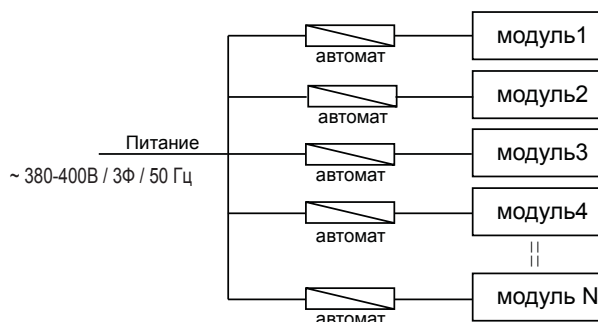 модуль1
автомат
модуль2
автомат
Питание
модуль3
~ 380-400В / 3Ф / 50 Гц
автомат
модуль4
автомат
модуль N
автомат